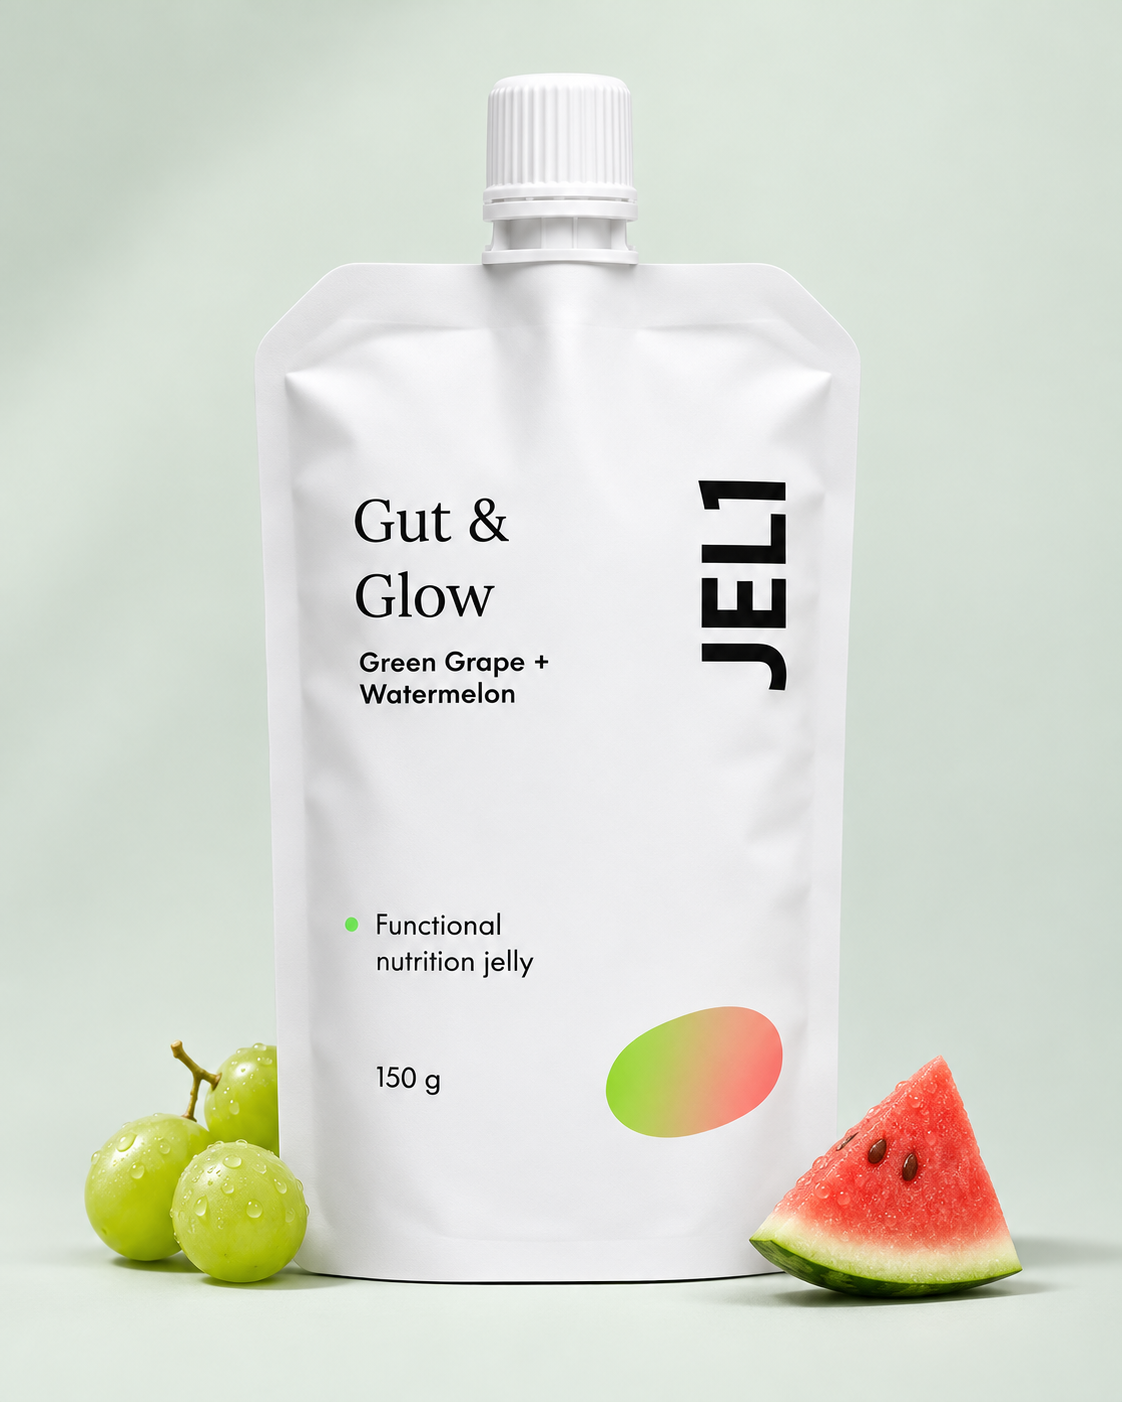 Gut &
Glow
Green Grape +
Watermelon
JEL1
Functional
nutrition jelly
150 g